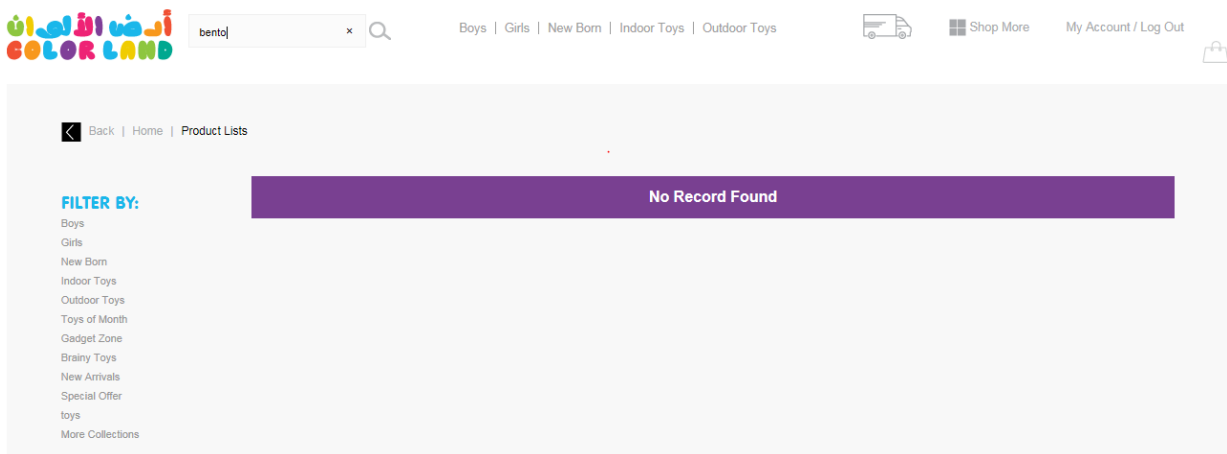 أرض الألوان
COLOR LAND
bento ×
Boys | Girls | New Born | Indoor Toys | Outdoor Toys
Shop More
My Account / Log Out
Back | Home | Product Lists
FILTER BY:
No Record Found
Boys
Girls
New Born
Indoor Toys
Outdoor Toys
Toys of Month
Gadget Zone
Brainy Toys
New Arrivals
Special Offer
toys
More Collections